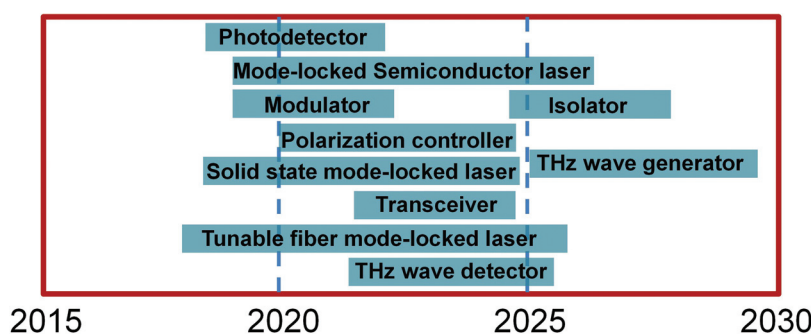 Photodetector
Mode-locked Semiconductor laser
Modulator
Isolator
Polarization controller
THz wave generator
Solid state mode-locked laser
Transceiver
Tunable fiber mode-locked laser
THz wave detector
2015
2020
2025
2030